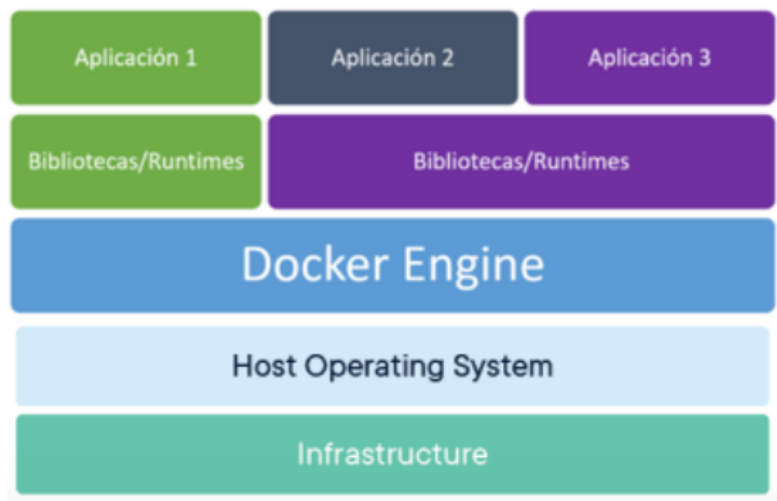 Aplicación 1
Aplicación 2
Aplicación 3
Bibliotecas/Runtimes
Bibliotecas/Runtimes
Docker Engine
Host Operating System
Infrastructure